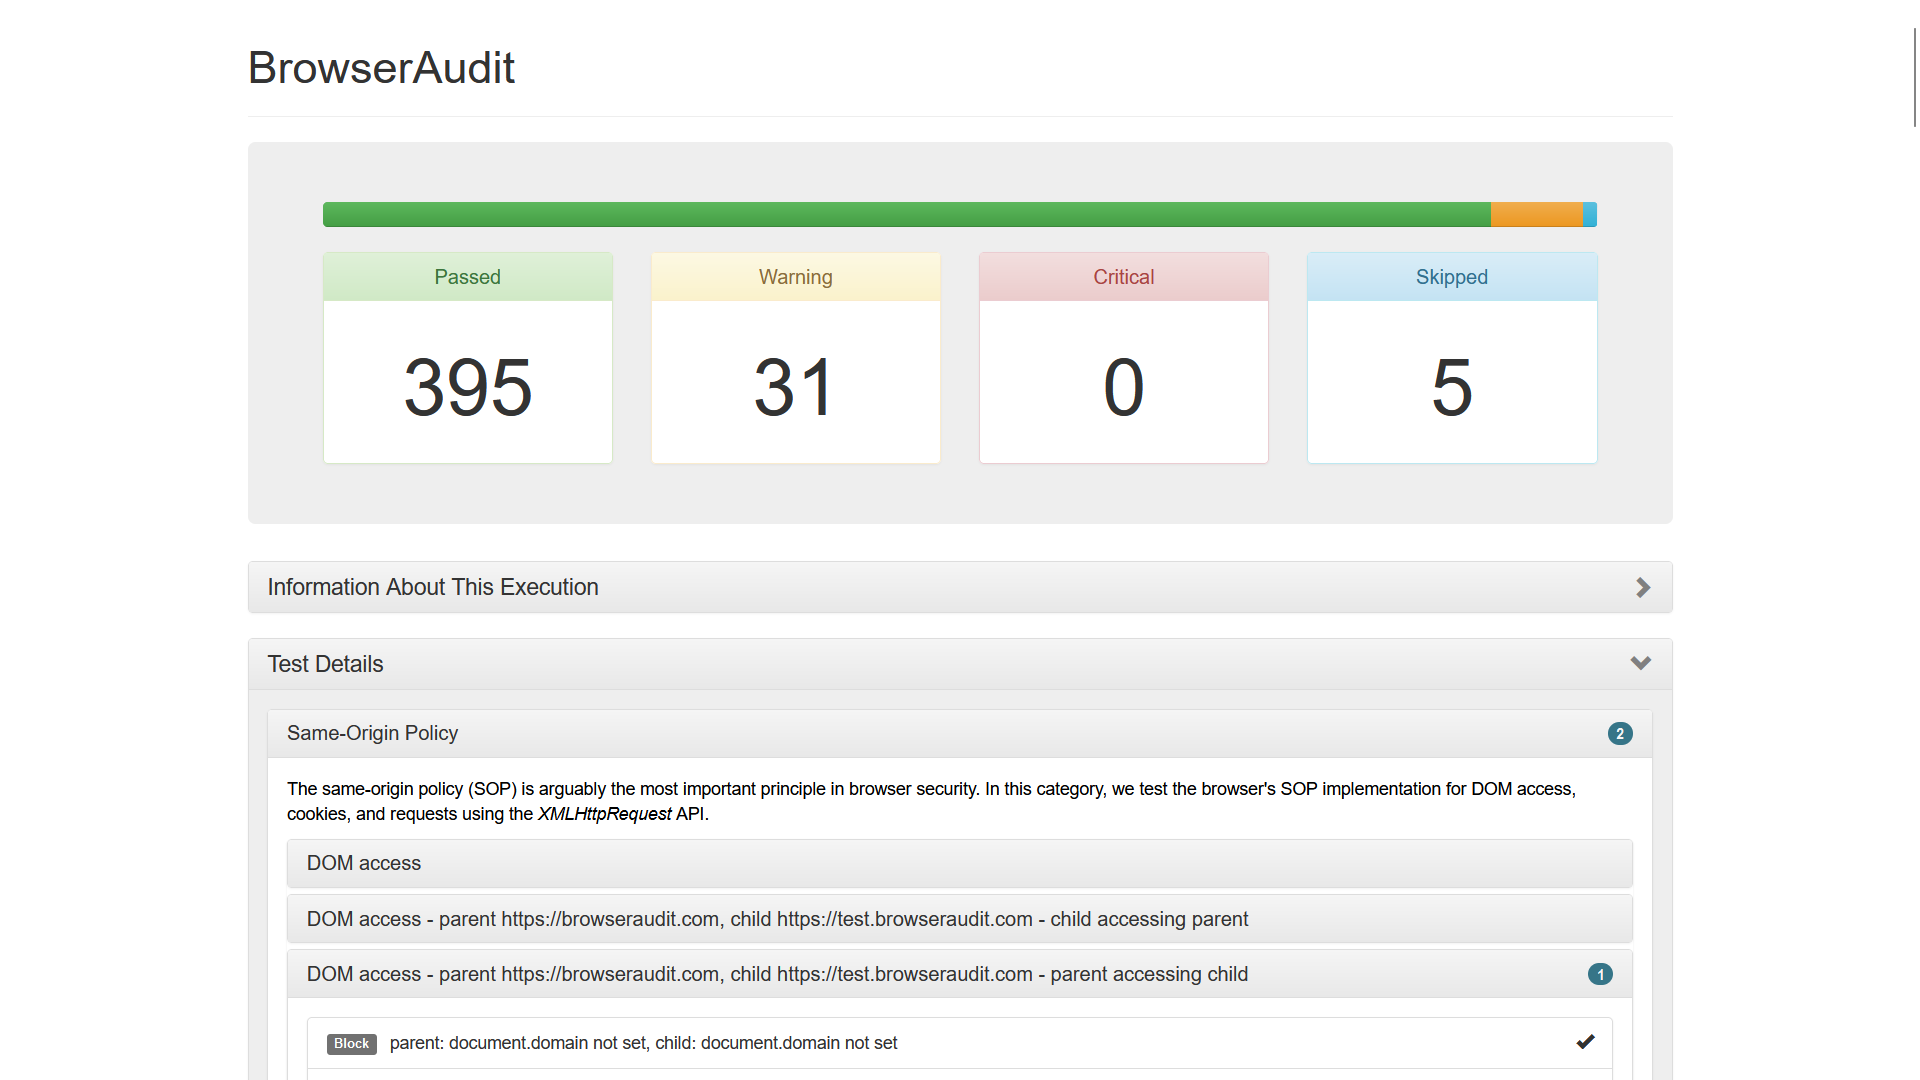 BrowserAudit
Passed
Warning
Critical
Skipped
395
31
0
5
Information About This Execution
Test Details
Same-Origin Policy
2
The same-origin policy (SOP) is arguably the most important principle in browser security. In this category, we test the browser's SOP implementation for DOM access,
cookies, and requests using the XMLHttpRequest API.
DOM access
DOM access - parent https://browseraudit.com, child https://test.browseraudit.com - child accessing parent
DOM access - parent https://browseraudit.com, child https://test.browseraudit.com - parent accessing child
1
Block parent: document.domain not set, child: document.domain not set